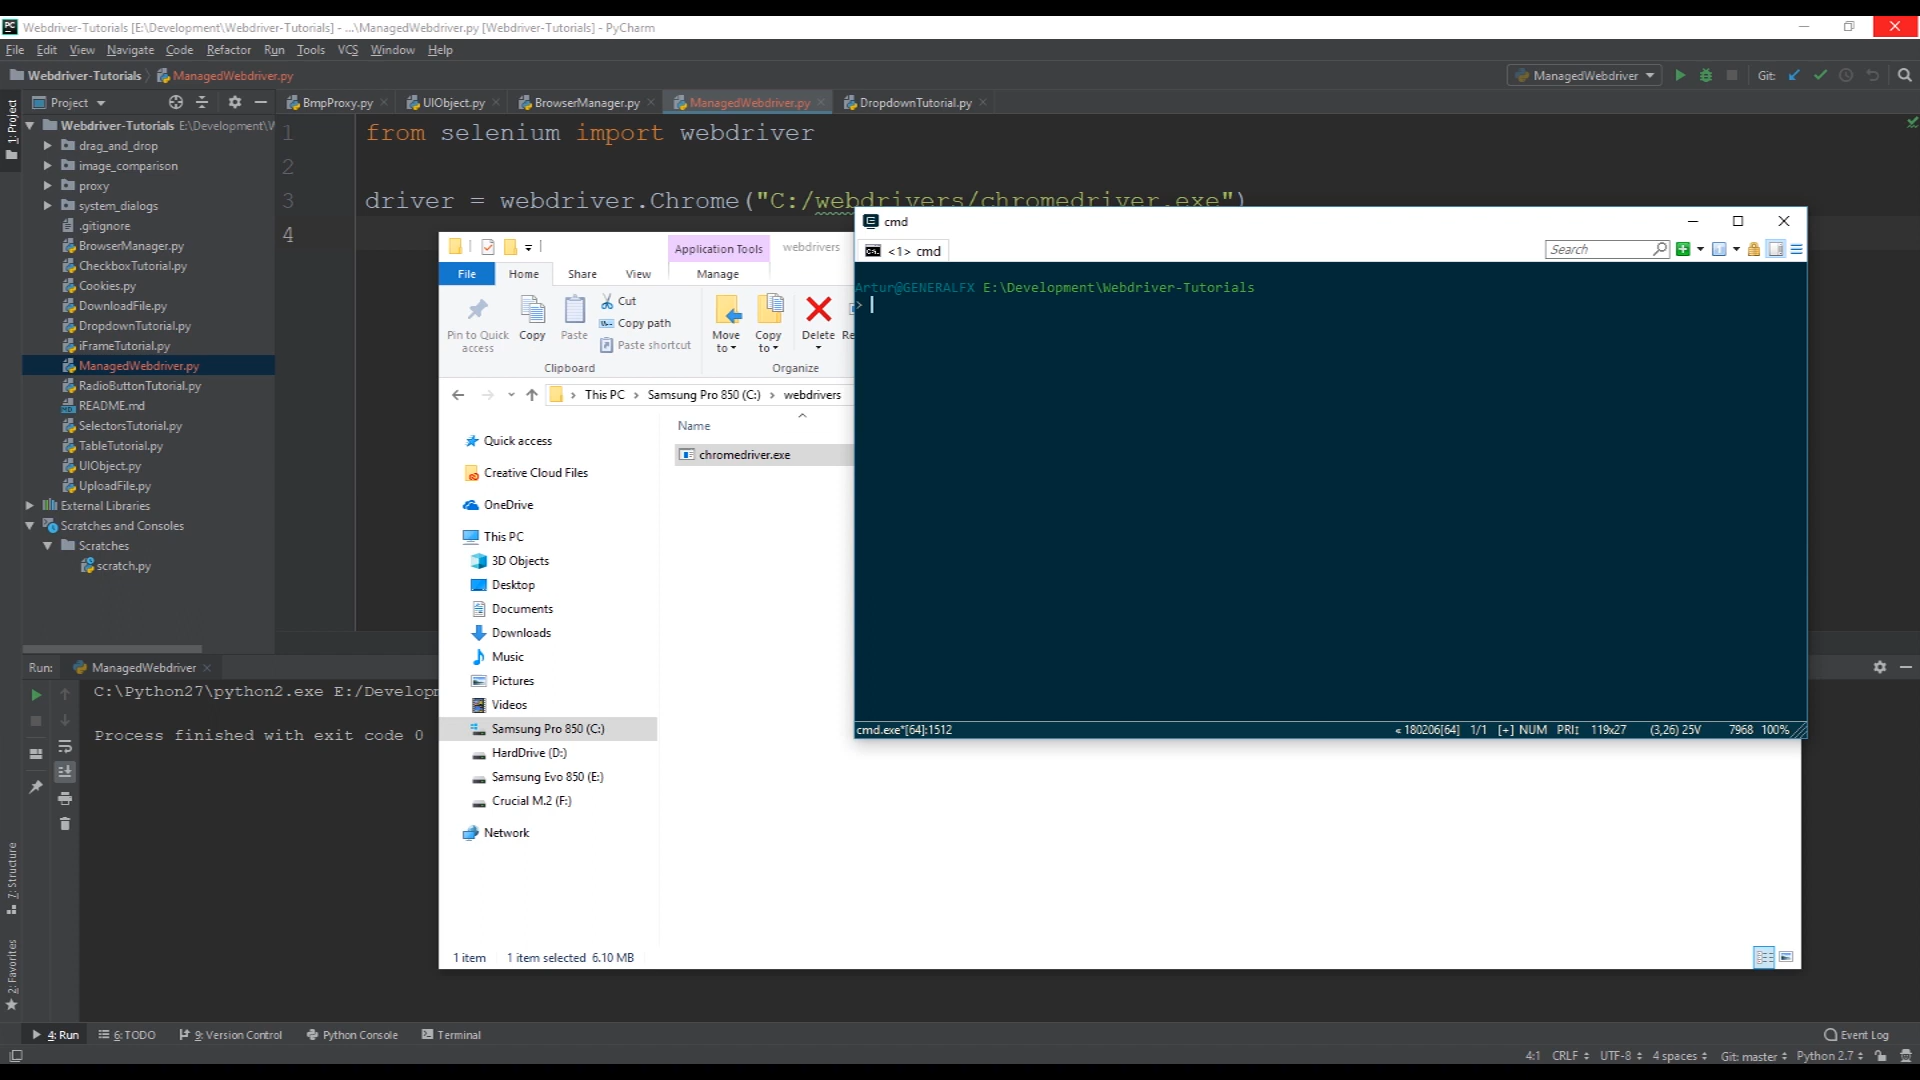 Webdriver-Tutorials [E:\Development\Webdriver-Tutorials] - ...\ManagedWebdriver.py [Webdriver-Tutorials] - PyCharm
File Edit View Navigate Code Refactor Run Tools VCS Window Help
Webdriver-Tutorials ManagedWebdriver.py
ManagedWebdriver Git:
1: Project
Project
BmpProxy.py UIObject.py BrowserManager.py ManagedWebdriver.py DropdownTutorial.py
Webdriver-Tutorials E:\Development\W
drag_and_drop
image_comparison
proxy
system_dialogs
.gitignore
BrowserManager.py
CheckboxTutorial.py
Cookies.py
DownloadFile.py
DropdownTutorial.py
iFrameTutorial.py
ManagedWebdriver.py
RadioButtonTutorial.py
README.md
SelectorsTutorial.py
TableTutorial.py
UIObject.py
UploadFile.py
External Libraries
Scratches and Consoles
Scratches
scratch.py
1 from selenium import webdriver
2
3 driver = webdriver.Chrome("C:/webdrivers/chromedriver.exe")
4
Application Tools webdrivers
File Home Share View Manage
Pin to Quick access
Copy
Paste
Cut
Copy path
Paste shortcut
Clipboard
Move to
Copy to
Delete
Re
Organize
This PC > Samsung Pro 850 (C:) > webdrivers
Name
chromedriver.exe
Quick access
Creative Cloud Files
OneDrive
This PC
3D Objects
Desktop
Documents
Downloads
Music
Pictures
Videos
Samsung Pro 850 (C:)
HardDrive (D:)
Samsung Evo 850 (E:)
Crucial M.2 (F:)
Network
1 item 1 item selected 6.10 MB
cmd
<1> cmd
Search
Artur@GENERALFX E:\Development\Webdriver-Tutorials
>
cmd.exe*[64]:1512 « 180206[64] 1/1 [+] NUM PRI↕ 119x27 (3,26) 25V 7968 100%
Run: ManagedWebdriver
C:\Python27\python2.exe E:/Develop
Process finished with exit code 0
7: Structure
2: Favorites
4: Run 6: TODO 9: Version Control Python Console Terminal Event Log
4:1 CRLF UTF-8 4 spaces Git: master Python 2.7